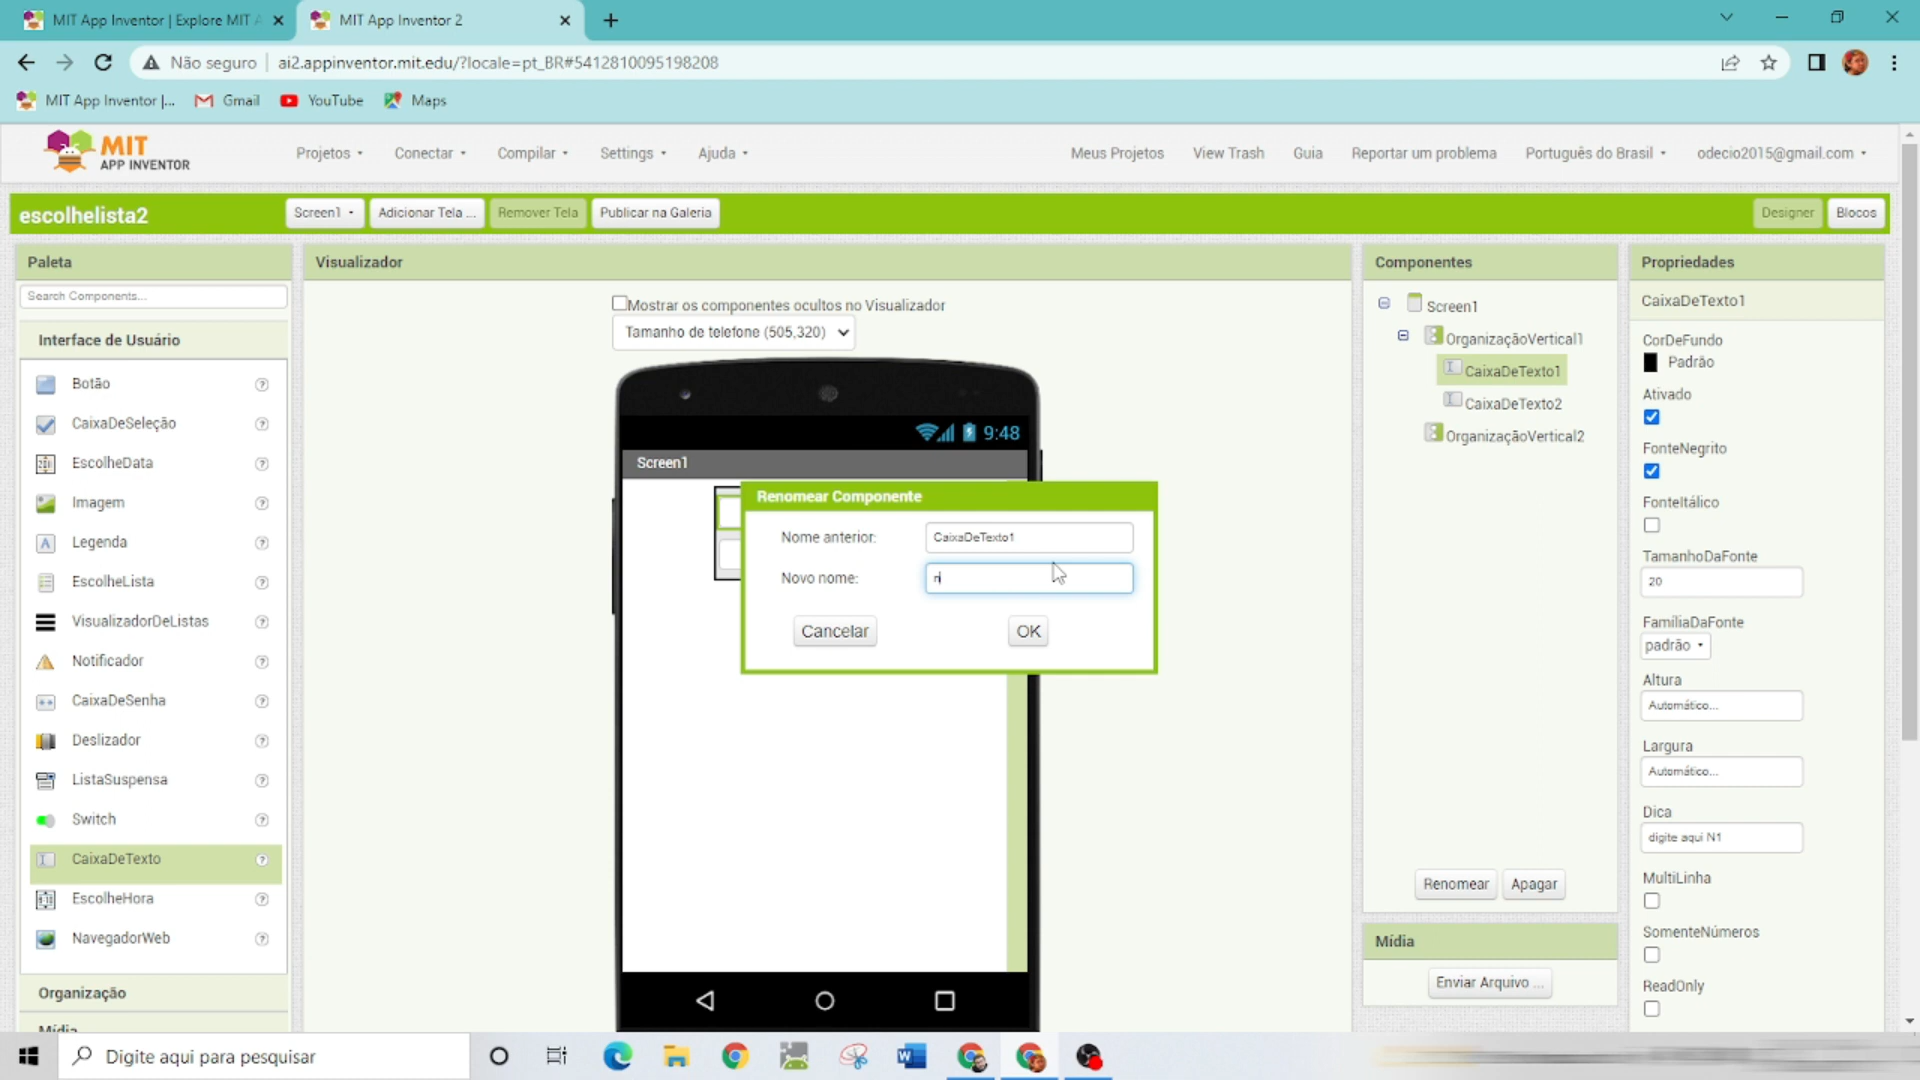 MIT App Inventor | Explore MIT A
MIT App Inventor 2
Não seguro
ai2.appinventor.mit.edu/?locale=pt_BR#5412810095198208
MIT App Inventor |...
Gmail
YouTube
Maps
MIT
APP INVENTOR
Projetos
Conectar
Compilar
Settings
Ajuda
Meus Projetos
View Trash
Guia
Reportar um problema
Português do Brasil
odecio2015@gmail.com
escolhelista2
Screen1
Adicionar Tela ...
Remover Tela
Publicar na Galeria
Designer
Blocos
Paleta
Search Components...
Interface de Usuário
Botão
CaixaDeSeleção
EscolheData
Imagem
Legenda
EscolheLista
VisualizadorDeListas
Notificador
CaixaDeSenha
Deslizador
ListaSuspensa
Switch
CaixaDeTexto
EscolheHora
NavegadorWeb
Organização
Mídia
Visualizador
Mostrar os componentes ocultos no Visualizador
Tamanho de telefone (505,320)
9:48
Screen1
Renomear Componente
Nome anterior:
CaixaDeTexto1
Novo nome:
n
Cancelar
OK
Componentes
Screen1
OrganizaçãoVertical1
CaixaDeTexto1
CaixaDeTexto2
OrganizaçãoVertical2
Renomear
Apagar
Mídia
Enviar Arquivo ...
Propriedades
CaixaDeTexto1
CorDeFundo
Padrão
Ativado
FonteNegrito
FonteItálico
TamanhoDaFonte
20
FamíliaDaFonte
padrão
Altura
Automático...
Largura
Automático...
Dica
digite aqui N1
MultiLinha
SomenteNúmeros
ReadOnly
Digite aqui para pesquisar